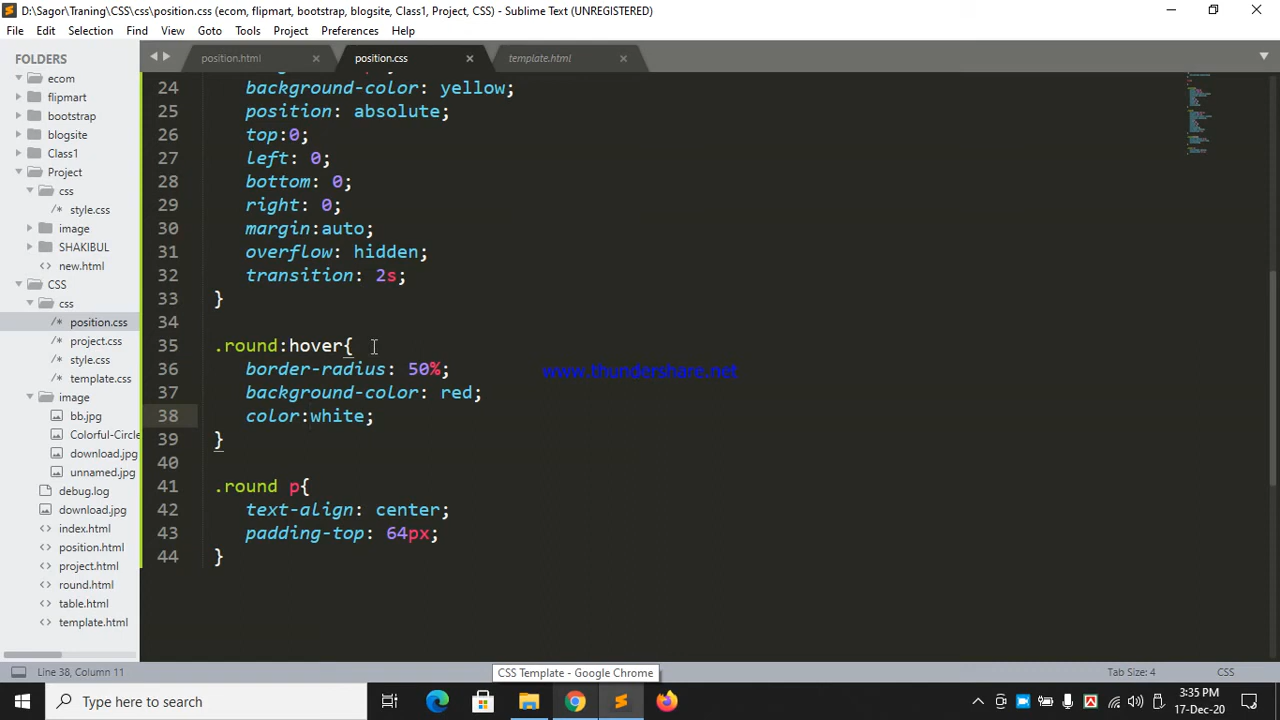 D:\Sagor\Traning\CSS\css\position.css (ecom, flipmart, bootstrap, blogsite, Class1, Project, CSS) - Sublime Text (UNREGISTERED)
File Edit Selection Find View Goto Tools Project Preferences Help
FOLDERS
ecom
flipmart
bootstrap
blogsite
Class1
Project
css
/* style.css
image
SHAKIBUL
<> new.html
CSS
css
/* position.css
/* project.css
/* style.css
/* template.css
image
bb.jpg
Colorful-Circle
download.jpg
unnamed.jpg
debug.log
download.jpg
<> index.html
<> position.html
<> project.html
<> round.html
<> table.html
<> template.html
position.html
position.css
template.html
24 background-color: yellow;
25 position: absolute;
26 top:0;
27 left: 0;
28 bottom: 0;
29 right: 0;
30 margin:auto;
31 overflow: hidden;
32 transition: 2s;
33 }
34
35 .round:hover{
36 border-radius: 50%;
37 background-color: red;
38 color:white;
39 }
40
41 .round p{
42 text-align: center;
43 padding-top: 64px;
44 }
www.thundershare.net
Line 38, Column 11
CSS Template - Google Chrome
Tab Size: 4
CSS
Type here to search
3:35 PM
17-Dec-20